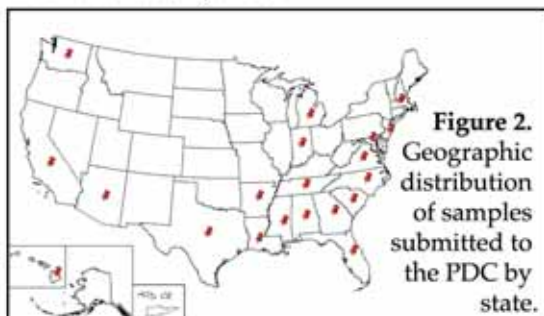 Figure 2.
Geographic
distribution
of samples
submitted to
the PDC by
state.